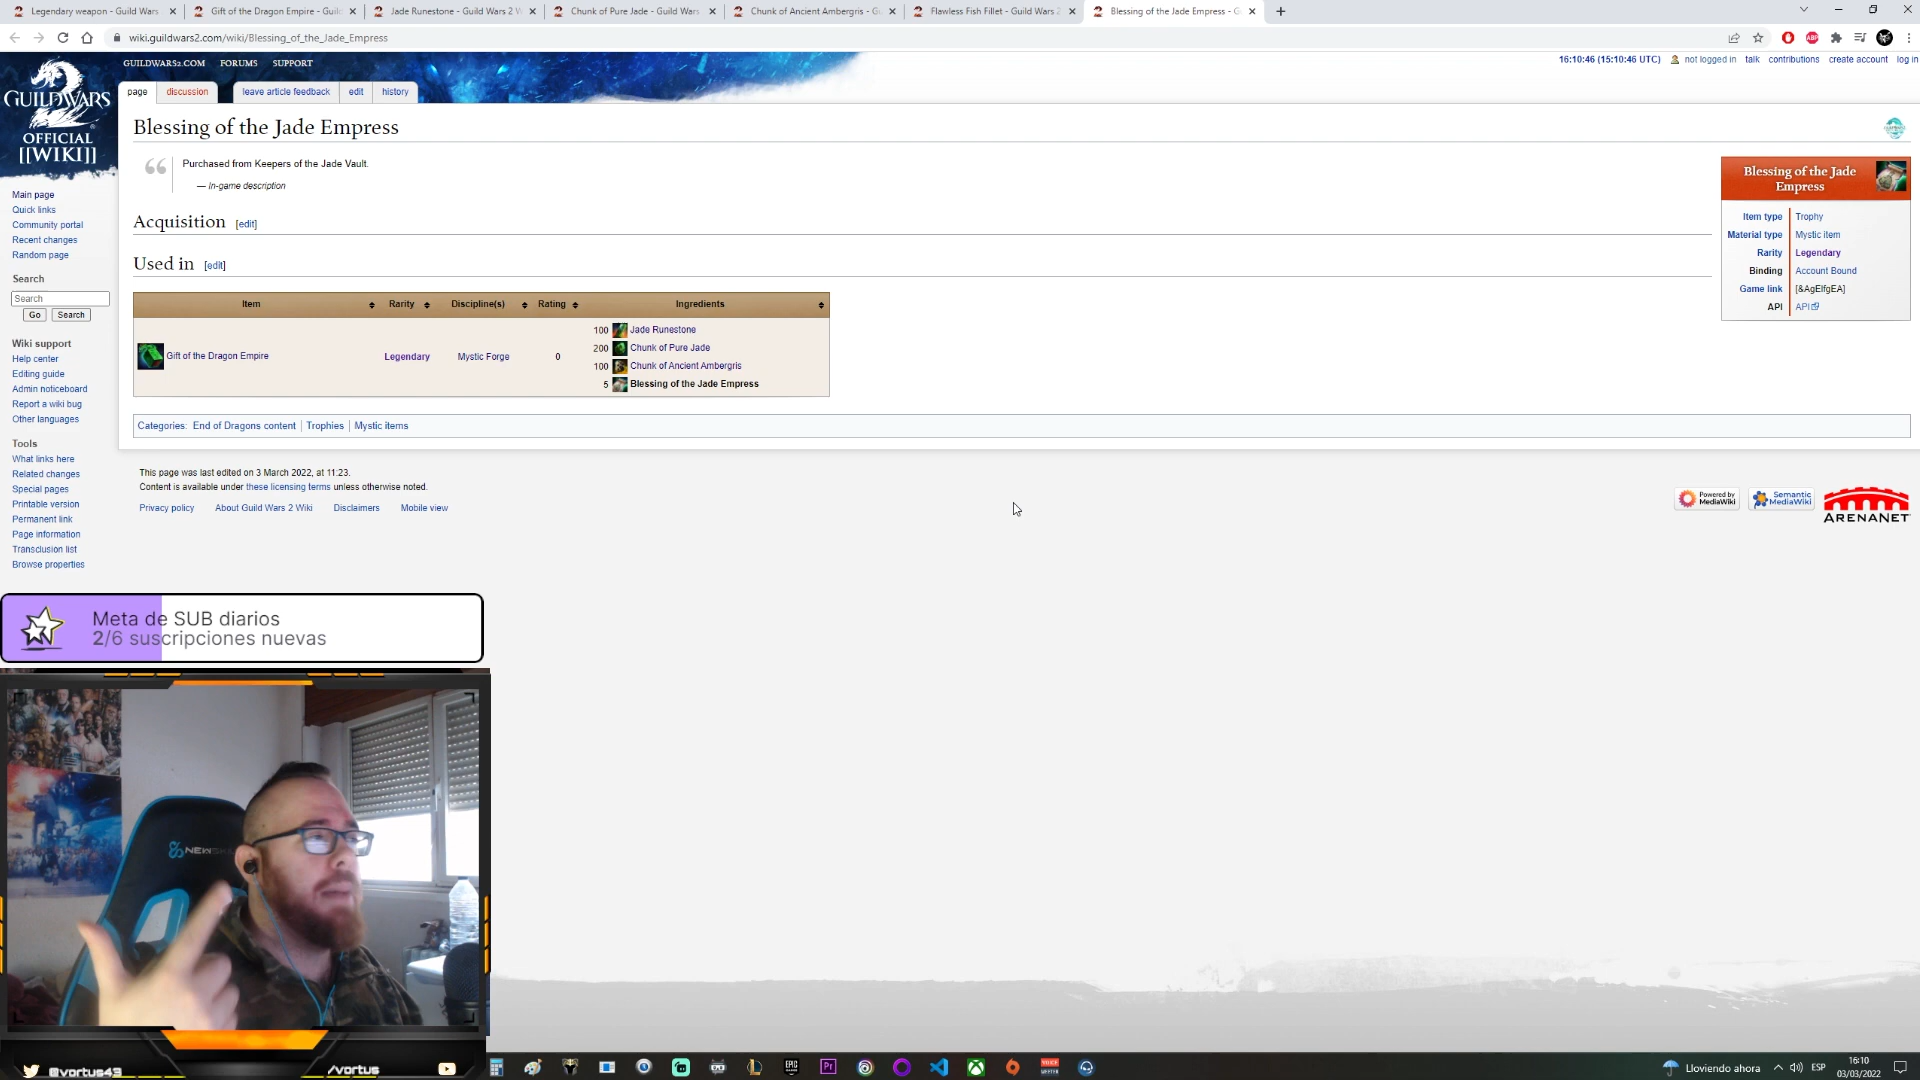 Legendary weapon - Guild Wars
Gift of the Dragon Empire - Guil
Jade Runestone - Guild Wars 2 W
Chunk of Pure Jade - Guild Wars
Chunk of Ancient Ambergris - Gu
Flawless Fish Fillet - Guild Wars 2
Blessing of the Jade Empress - G
wiki.guildwars2.com/wiki/Blessing_of_the_Jade_Empress
ABP
GUILDWARS2.COM FORUMS SUPPORT
16:10:46 (15:10:46 UTC) not logged in talk contributions create account log in
GUILDWARS
OFFICIAL
[[WIKI]]
page discussion leave article feedback edit history
Blessing of the Jade Empress
Purchased from Keepers of the Jade Vault.
— In-game description
Acquisition [edit]
Used in [edit]
Item Rarity Discipline(s) Rating Ingredients
Gift of the Dragon Empire Legendary Mystic Forge 0
100 Jade Runestone
200 Chunk of Pure Jade
100 Chunk of Ancient Ambergris
5 Blessing of the Jade Empress
Categories: End of Dragons content Trophies Mystic items
This page was last edited on 3 March 2022, at 11:23.
Content is available under these licensing terms unless otherwise noted.
Privacy policy About Guild Wars 2 Wiki Disclaimers Mobile view
Blessing of the Jade Empress
Item type Trophy
Material type Mystic item
Rarity Legendary
Binding Account Bound
Game link [&AgElfgEA]
API API
Powered by MediaWiki
Semantic MediaWiki
ARENANET
Main page
Quick links
Community portal
Recent changes
Random page
Search
Search
Go Search
Wiki support
Help center
Editing guide
Admin noticeboard
Report a wiki bug
Other languages
Tools
What links here
Related changes
Special pages
Printable version
Permanent link
Page information
Transclusion list
Browse properties
Meta de SUB diarios
2/6 suscripciones nuevas
@vortus43
/vortus
EPIC
Pr
Lloviendo ahora
ESP
16:10
03/03/2022